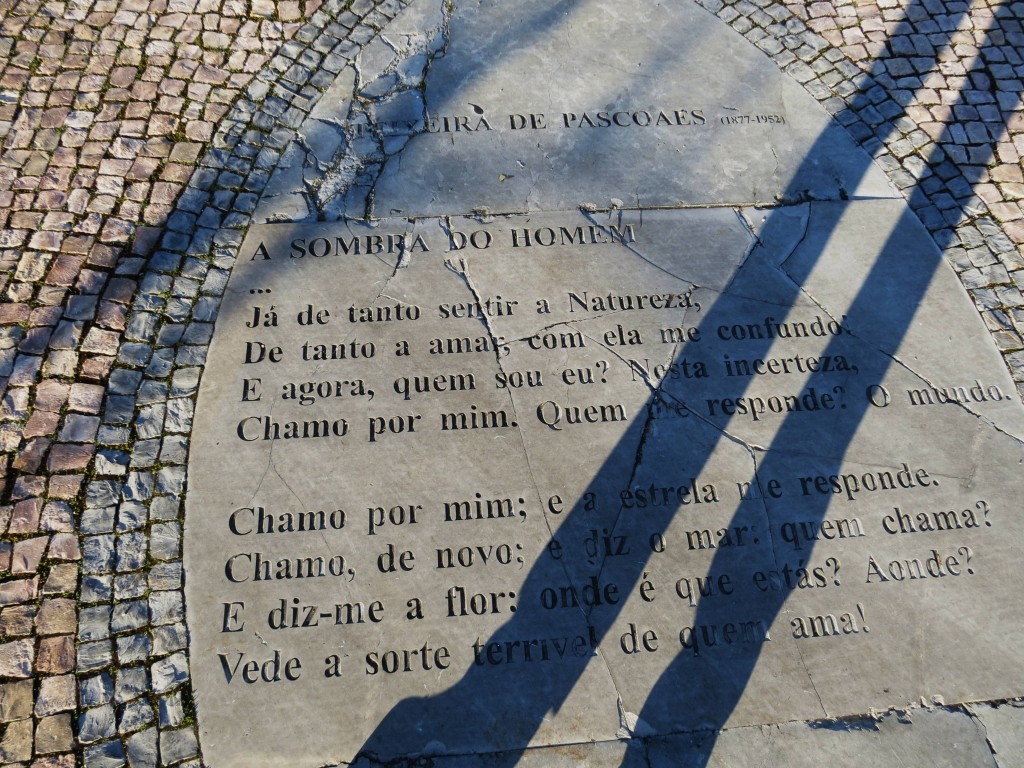 TEIXEIRA DE PASCOAES (1877-1952)
A SOMBRA DO HOMEM
...
Já de tanto sentir a Natureza,
De tanto a amar, com ela me confundo!
E agora, quem sou eu? Nesta incerteza,
Chamo por mim. Quem me responde? O mundo.
Chamo por mim; e a estrela me responde.
Chamo, de novo; e diz o mar: quem chama?
E diz-me a flor: onde é que estás? Aonde?
Vede a sorte terrível de quem ama!